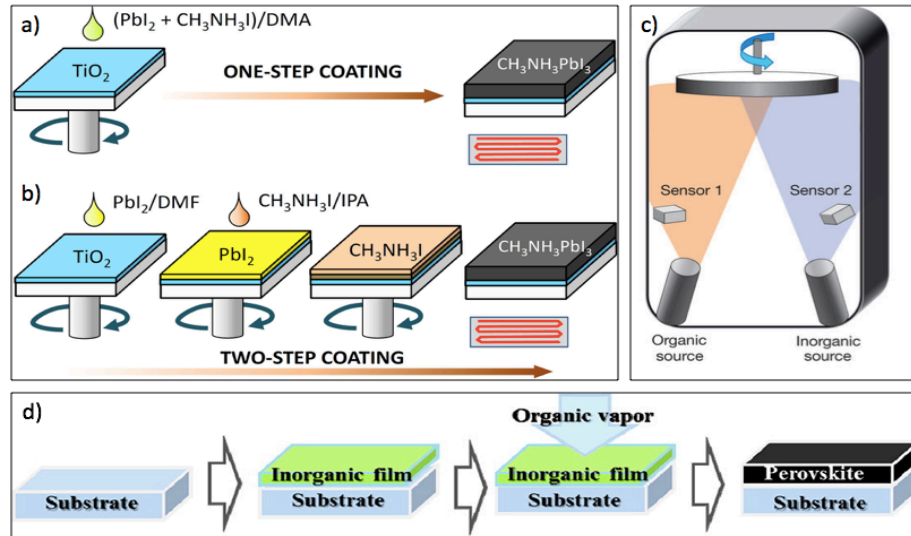 a)
(PbI₂ + CH₃NH₃I)/DMA
TiO₂
ONE-STEP COATING
CH₃NH₃PbI₃
b)
PbI₂/DMF
CH₃NH₃I/IPA
TiO₂
PbI₂
CH₃NH₃I
CH₃NH₃PbI₃
TWO-STEP COATING
c)
Sensor 1
Sensor 2
Organic
source
Inorganic
source
d)
Organic vapor
Substrate
Inorganic film
Substrate
Inorganic film
Substrate
Perovskite
Substrate